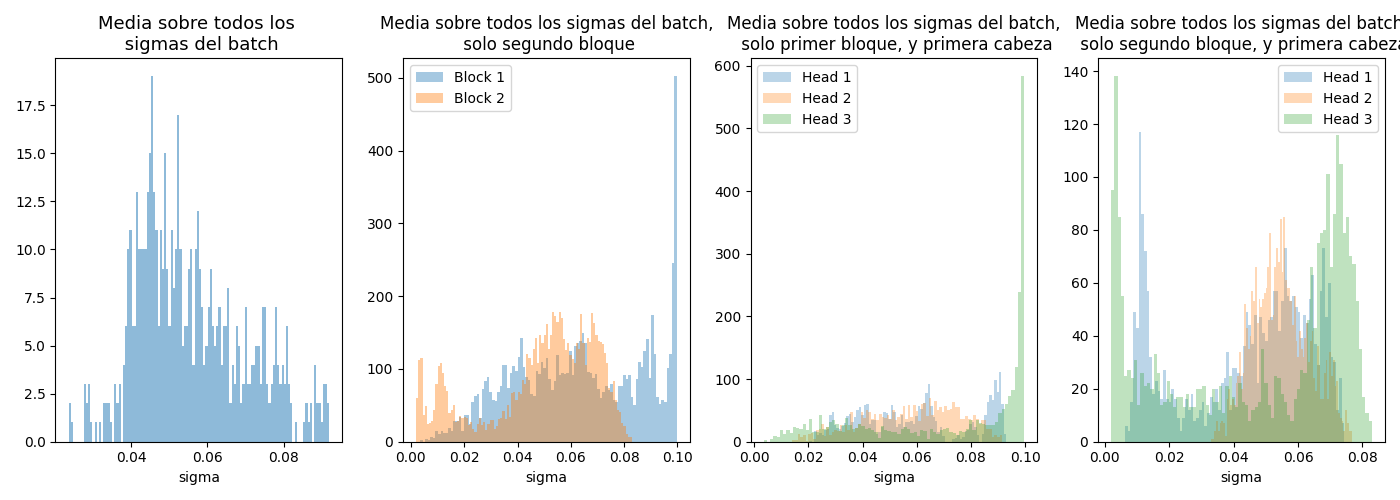 Media sobre todos los
sigmas del batch
17.5
15.0
12.5
10.0
7.5
5.0
2.5
0.0
0.04
0.06
0.08
sigma
Media sobre todos los sigmas del batch,
solo segundo bloque
Block 1
Block 2
500
400
300
200
100
0
0.00
0.02
0.04
0.06
0.08
0.10
sigma
Media sobre todos los sigmas del batch,
solo primer bloque, y primera cabeza
Head 1
Head 2
Head 3
600
500
400
300
200
100
0
0.00
0.02
0.04
0.06
0.08
0.10
sigma
Media sobre todos los sigmas del batch
solo segundo bloque, y primera cabeza
Head 1
Head 2
Head 3
140
120
100
80
60
40
20
0
0.00
0.02
0.04
0.06
0.08
sigma